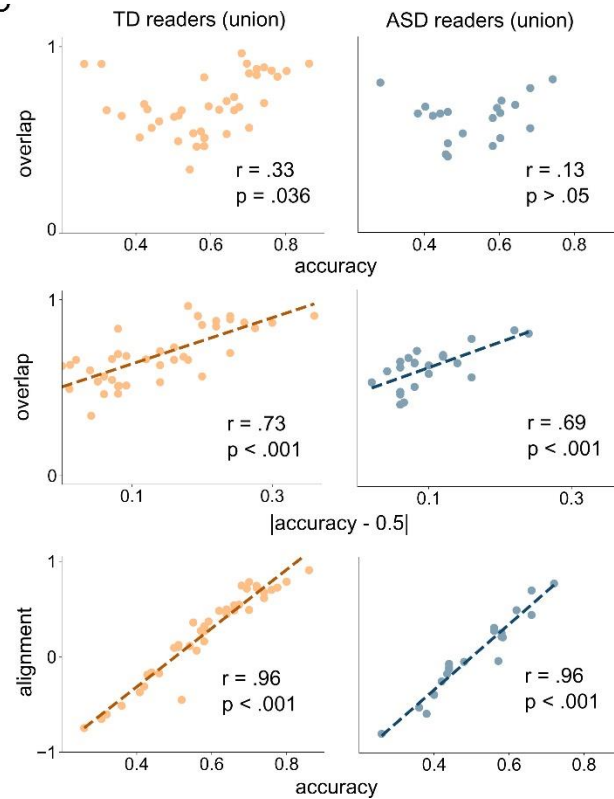 TD readers (union) ASD readers (union)
1
overlap
r = .33
p = .036
r = .13
p > .05
0
0.4 0.6 0.8 0.4 0.6 0.8
accuracy
1
overlap
r = .73
p < .001
r = .69
p < .001
0
0.1 0.3 0.1 0.3
|accuracy - 0.5|
1
alignment
0
r = .96
p < .001
r = .96
p < .001
−1
0.4 0.6 0.8 0.4 0.6 0.8
accuracy